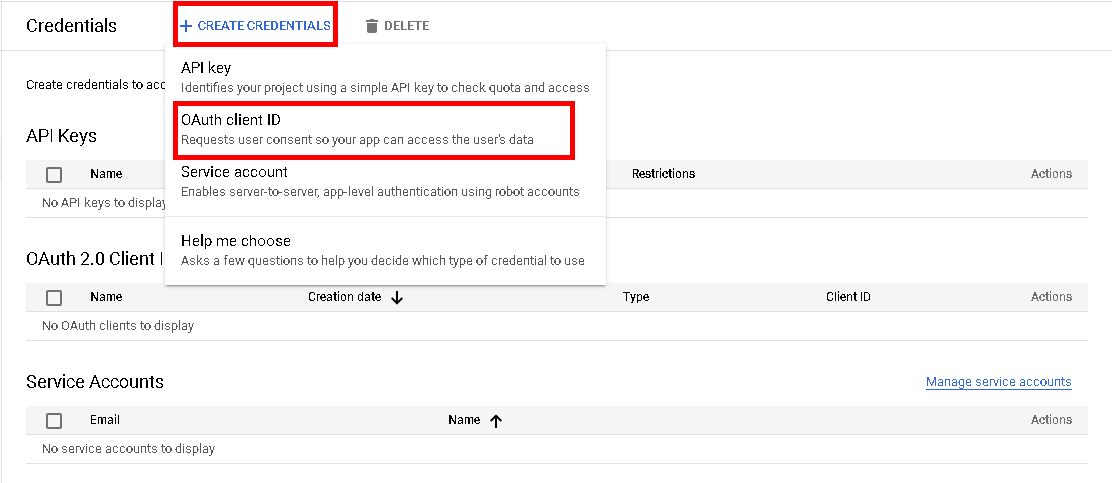 Credentials
+ CREATE CREDENTIALS
DELETE
API key
Identifies your project using a simple API key to check quota and access
Create credentials to acc
OAuth client ID
Requests user consent so your app can access the user's data
API Keys
Service account
Enables server-to-server, app-level authentication using robot accounts
Name Restrictions Actions
No API keys to display
Help me choose
Asks a few questions to help you decide which type of credential to use
OAuth 2.0 Client I
Name Creation date Type Client ID Actions
No OAuth clients to display
Service Accounts
Manage service accounts
Email Name Actions
No service accounts to display